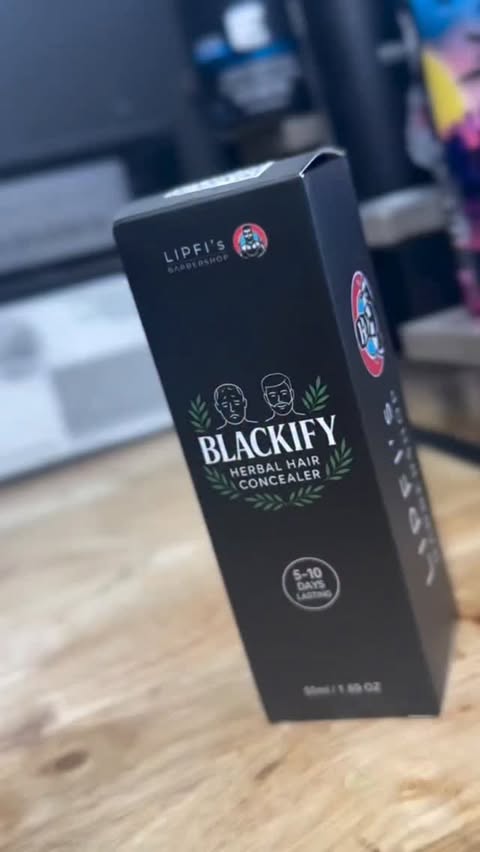 LIPFI's
BARBERSHOP
BLACKIFY
HERBAL HAIR
CONCEALER
5-10
DAYS
LASTING
50ml / 1.69 OZ